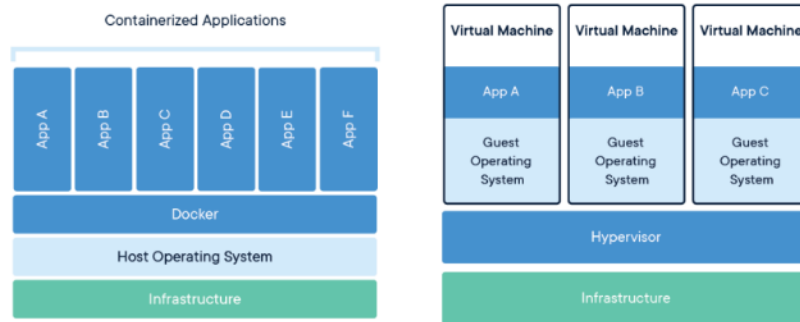 Containerized Applications
App A
App B
App C
App D
App E
App F
Docker
Host Operating System
Infrastructure
Virtual Machine
App A
Guest
Operating
System
Virtual Machine
App B
Guest
Operating
System
Virtual Machine
App C
Guest
Operating
System
Hypervisor
Infrastructure